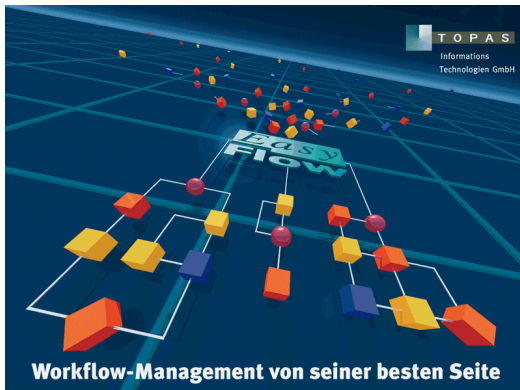 TOPAS
Informations
Technologien GmbH
Easy
Flow
Workflow-Management von seiner besten Seite